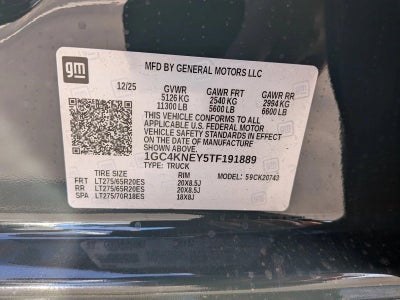 gm
MFD BY GENERAL MOTORS LLC
12/25 GVWR GAWR FRT GAWR RR
5126 KG 2540 KG 2994 KG
11300 LB 5600 LB 6600 LB
THIS VEHICLE CONFORMS TO ALL
APPLICABLE U.S. FEDERAL MOTOR
VEHICLE SAFETY STANDARDS IN
EFFECT ON THE DATE OF MANUFACTURE
SHOWN ABOVE.
1GC4KNEY5TF191889
TYPE: TRUCK
TIRE SIZE RIM MODEL: 59CK20743
FRT LT275/65R20ES 20X8.5J
RR LT275/65R20ES 20X8.5J
SPA LT275/70R18ES 18X8J